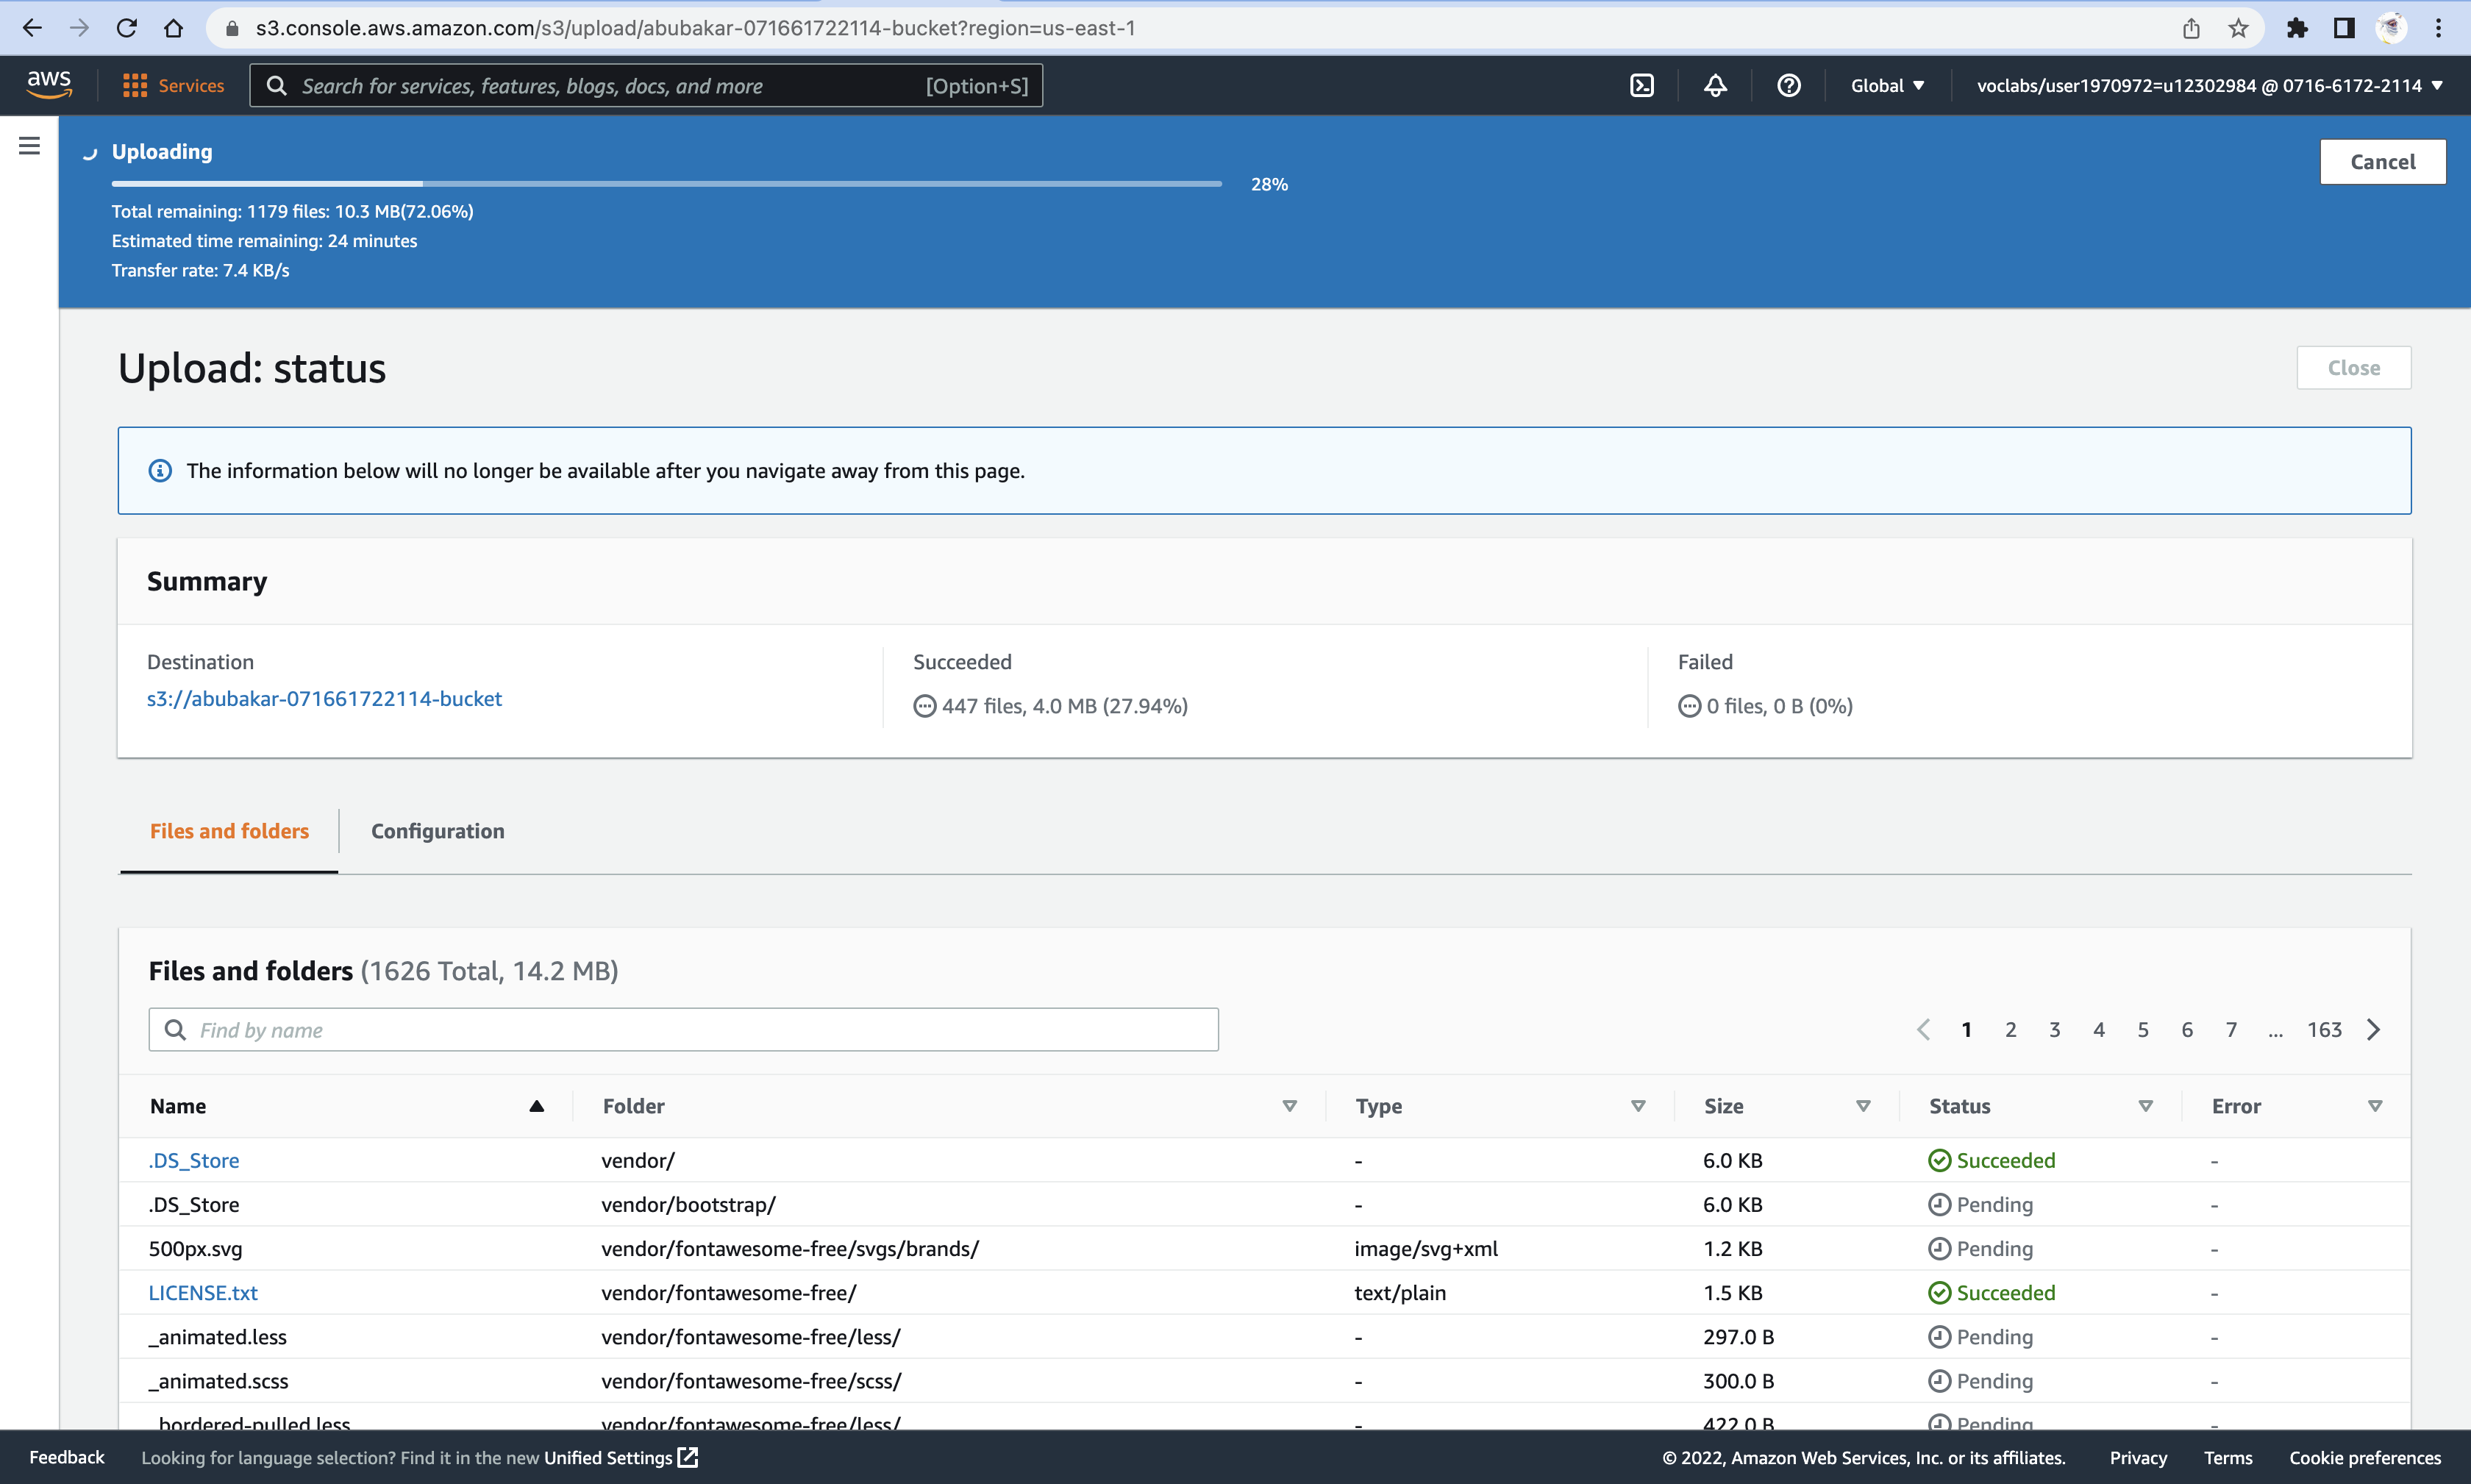 s3.console.aws.amazon.com/s3/upload/abubakar-071661722114-bucket?region=us-east-1
aws
Services
Search for services, features, blogs, docs, and more [Option+S]
Global ▼
voclabs/user1970972=u12302984 @ 0716-6172-2114 ▼
Uploading
Cancel
28%
Total remaining: 1179 files: 10.3 MB(72.06%)
Estimated time remaining: 24 minutes
Transfer rate: 7.4 KB/s
Upload: status
Close
The information below will no longer be available after you navigate away from this page.
Summary
Destination
s3://abubakar-071661722114-bucket
Succeeded
447 files, 4.0 MB (27.94%)
Failed
0 files, 0 B (0%)
Files and folders
Configuration
Files and folders (1626 Total, 14.2 MB)
Find by name
1 2 3 4 5 6 7 ... 163
Name Folder Type Size Status Error
.DS_Store vendor/ - 6.0 KB Succeeded -
.DS_Store vendor/bootstrap/ - 6.0 KB Pending -
500px.svg vendor/fontawesome-free/svgs/brands/ image/svg+xml 1.2 KB Pending -
LICENSE.txt vendor/fontawesome-free/ text/plain 1.5 KB Succeeded -
_animated.less vendor/fontawesome-free/less/ - 297.0 B Pending -
_animated.scss vendor/fontawesome-free/scss/ - 300.0 B Pending -
_bordered-pulled.less vendor/fontawesome-free/less/ - 422.0 B Pending -
Feedback
Looking for language selection? Find it in the new Unified Settings
© 2022, Amazon Web Services, Inc. or its affiliates.
Privacy
Terms
Cookie preferences